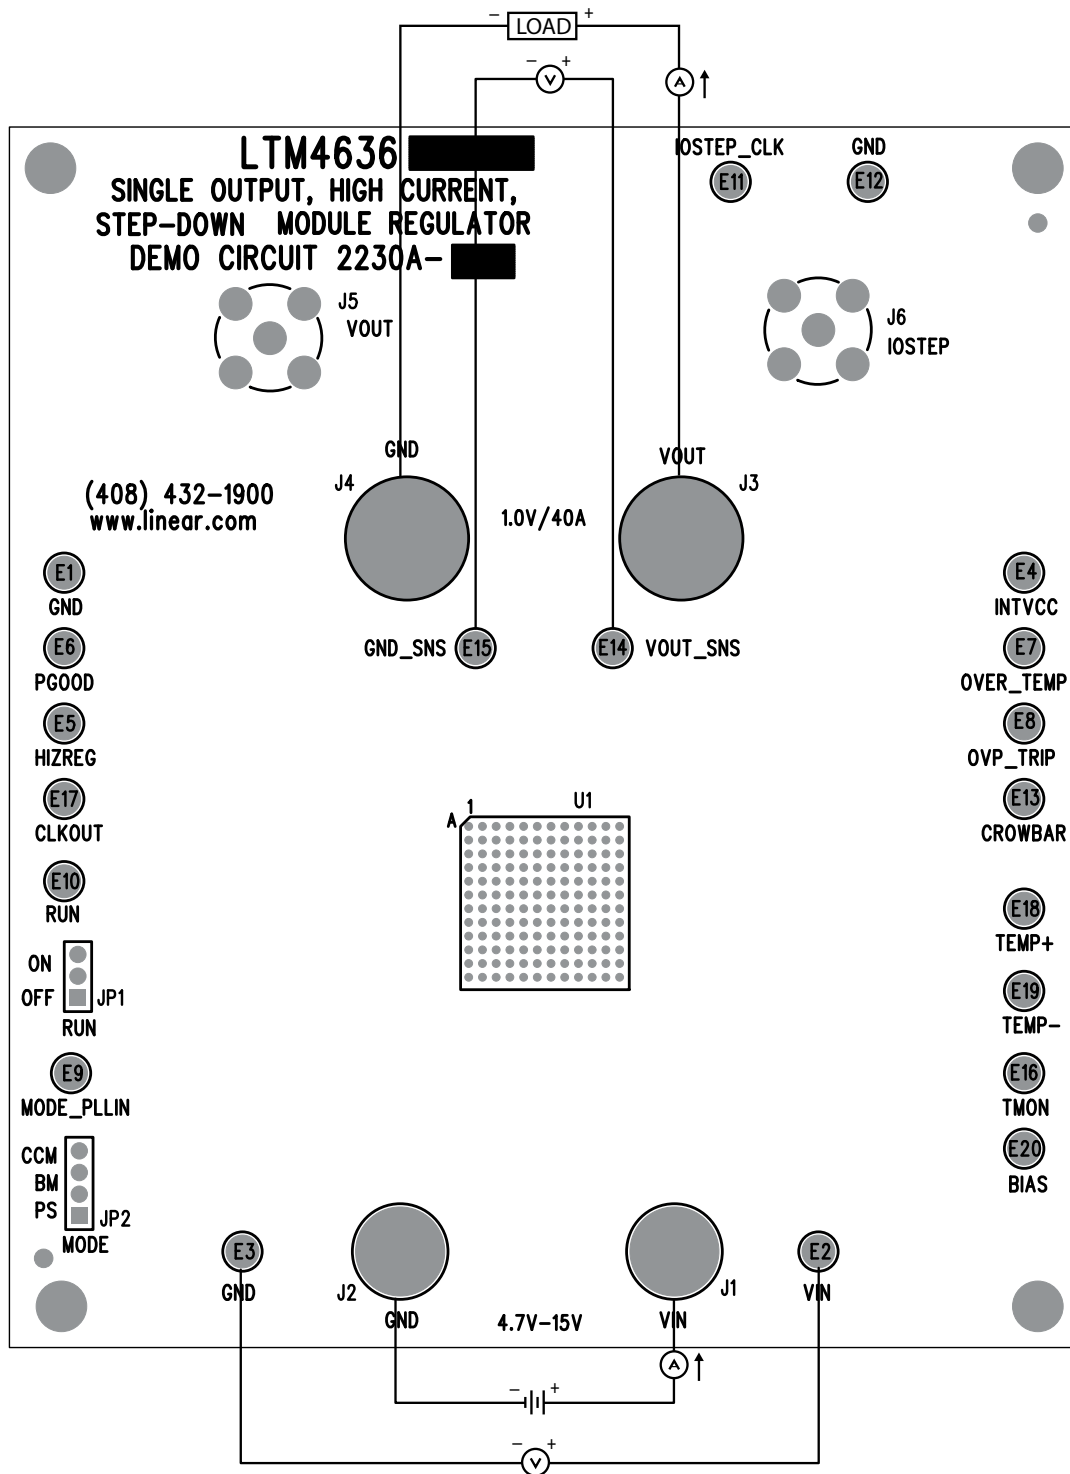 − LOAD +
− V +
A
LTM4636
SINGLE OUTPUT, HIGH CURRENT,
STEP-DOWN MODULE REGULATOR
DEMO CIRCUIT 2230A-
IOSTEP_CLK
E11
GND
E12
J5
VOUT
J6
IOSTEP
GND
J4
VOUT
J3
1.0V/40A
(408) 432-1900
www.linear.com
E1
GND
E6
PGOOD
E5
HIZREG
E17
CLKOUT
E10
RUN
ON
OFF
JP1
RUN
E9
MODE_PLLIN
CCM
BM
PS
JP2
MODE
GND_SNS E15
E14 VOUT_SNS
A
1
U1
E4
INTVCC
E7
OVER_TEMP
E8
OVP_TRIP
E13
CROWBAR
E18
TEMP+
E19
TEMP-
E16
TMON
E20
BIAS
E3
GND
J2
GND
4.7V-15V
J1
VIN
E2
VIN
A
− +
− V +